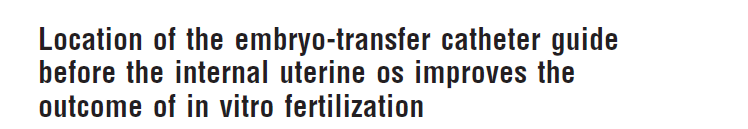 Location of the embryo-transfer catheter guide
before the internal uterine os improves the
outcome of in vitro fertilization